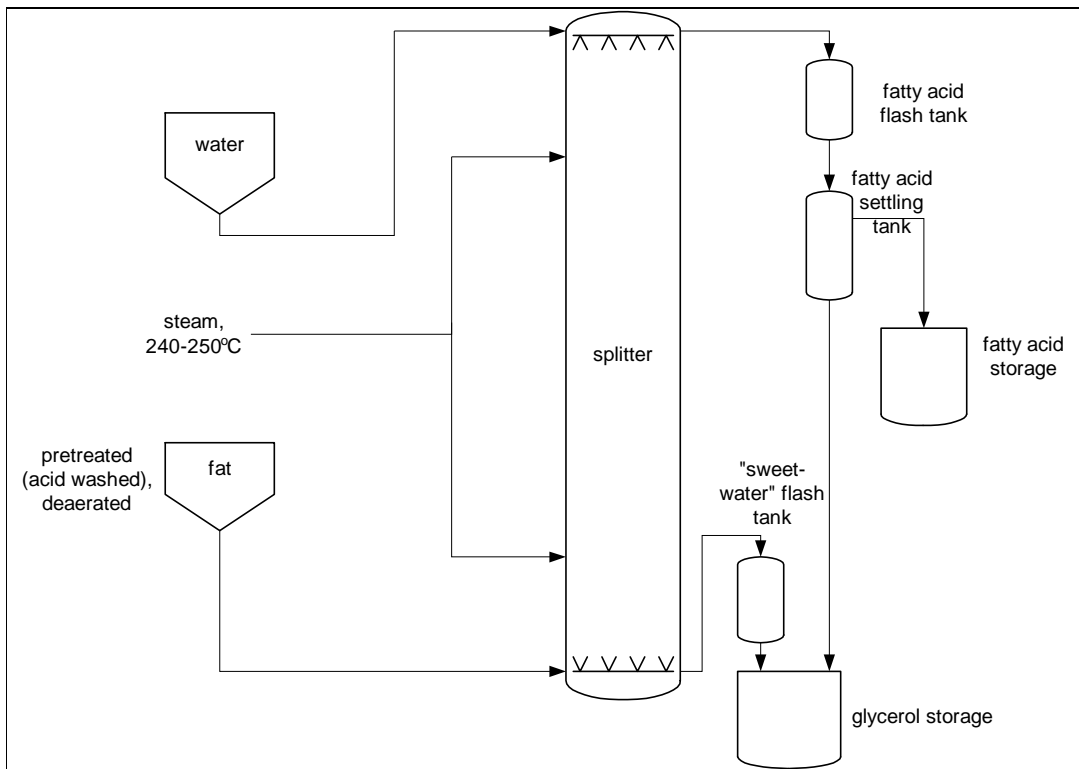 water
steam,
240-250ºC
pretreated
(acid washed),
deaerated
fat
splitter
fatty acid
flash tank
fatty acid
settling
tank
fatty acid
storage
"sweet-
water" flash
tank
glycerol storage